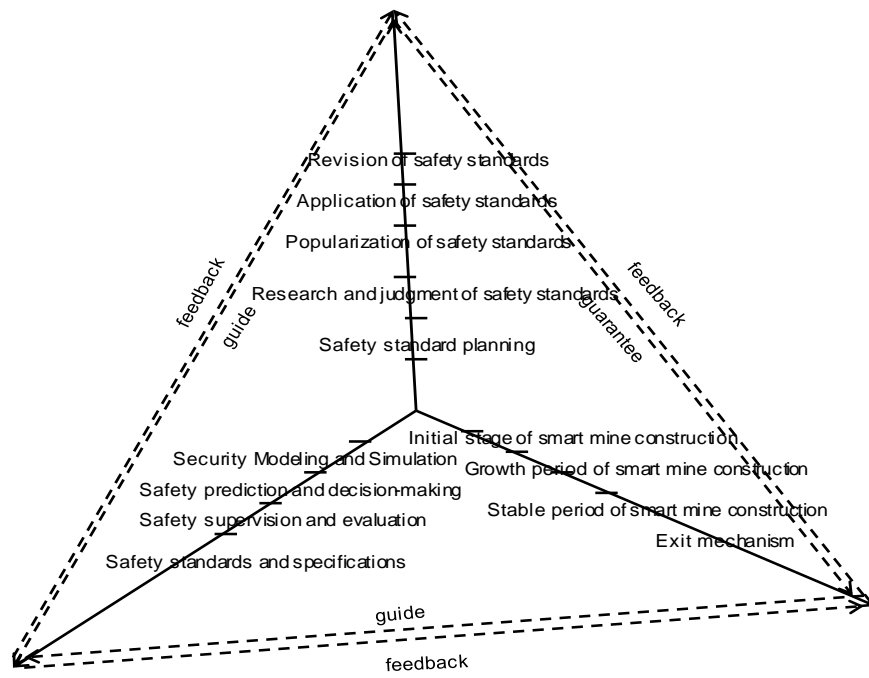 Revision of safety standards
Application of safety standards
Popularization of safety standards
feedback
feedback
Research and judgment of safety standards
guide
guarantee
Safety standard planning
Initial stage of smart mine construction
Security Modeling and Simulation
Growth period of smart mine construction
Safety prediction and decision-making
Stable period of smart mine construction
Safety supervision and evaluation
Exit mechanism
Safety standards and specifications
guide
feedback